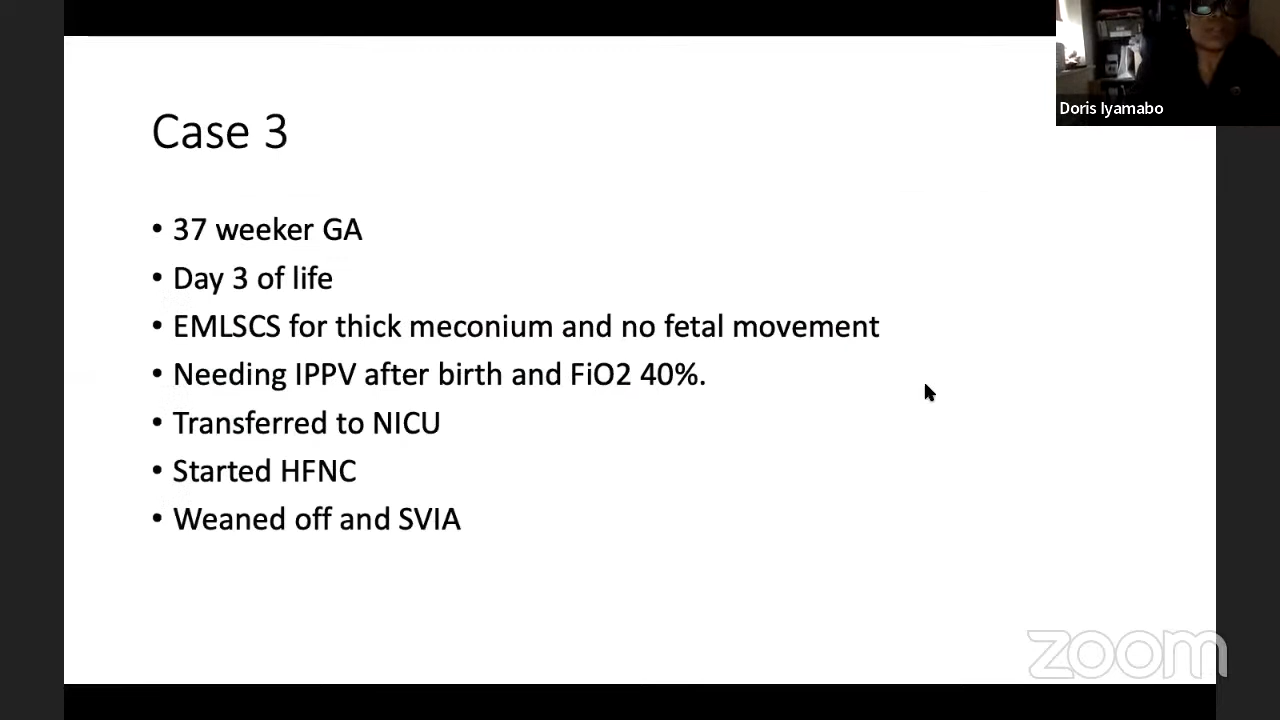 Doris Iyamabo
Case 3
• 37 weeker GA
• Day 3 of life
• EMLSCS for thick meconium and no fetal movement
• Needing IPPV after birth and FiO2 40%.
• Transferred to NICU
• Started HFNC
• Weaned off and SVIA
zoom